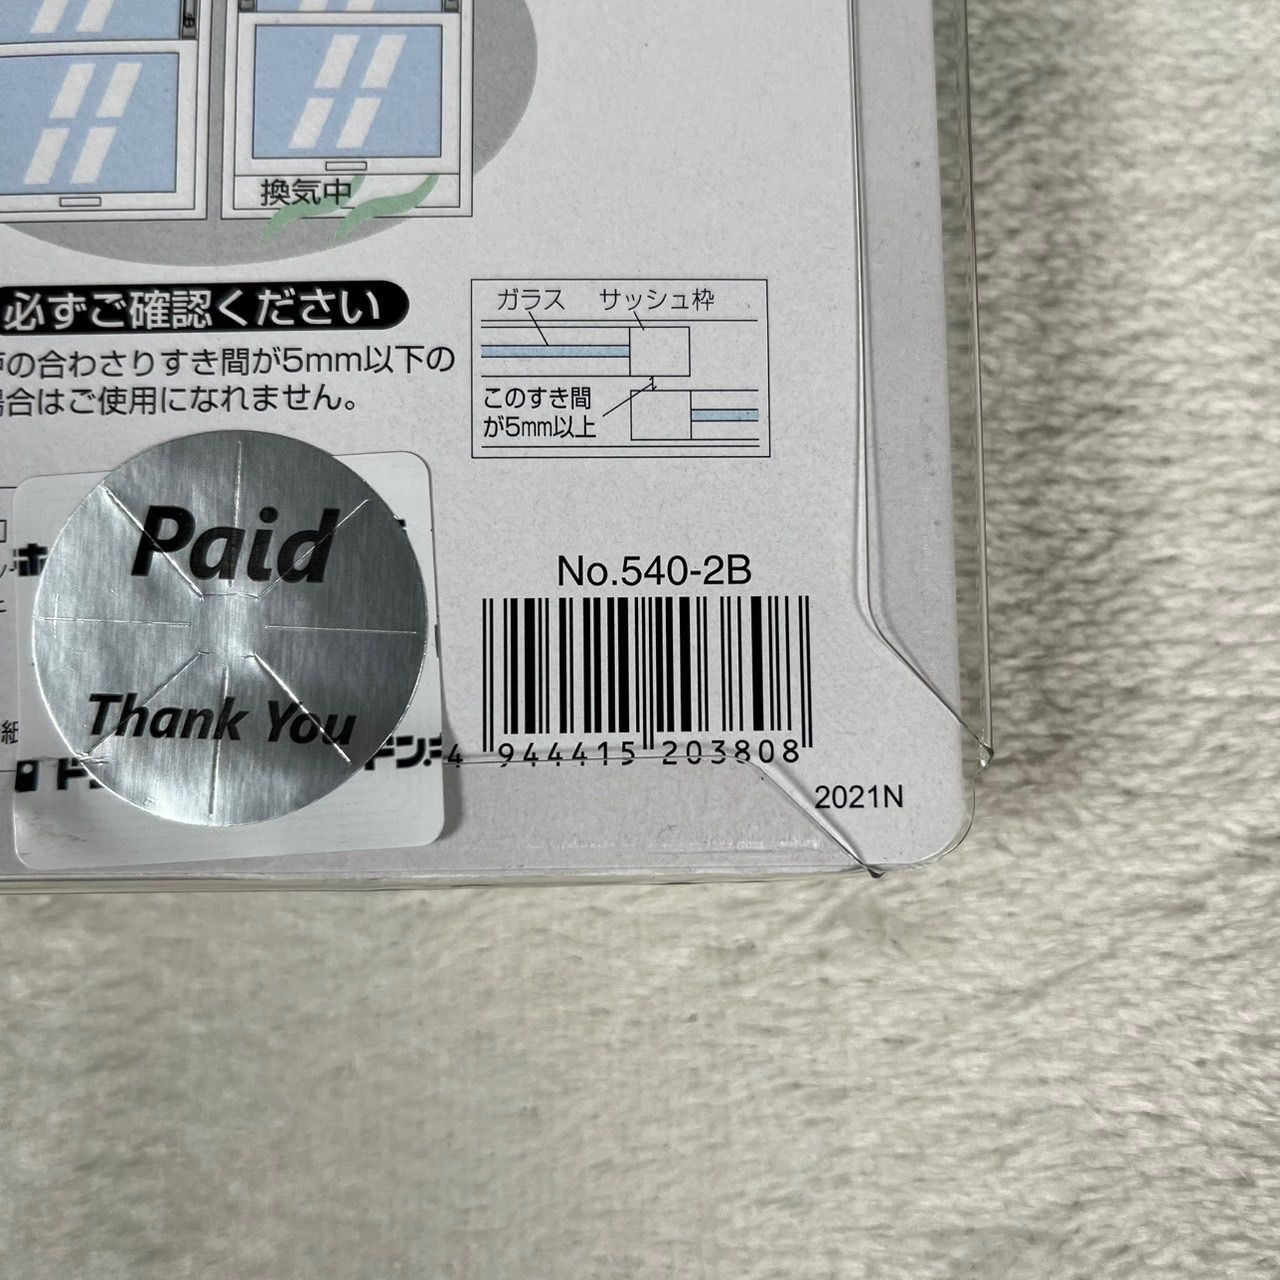 換気中
必ずご確認ください
の合わさりすき間が5mm以下の
場合はご使用になれません。
ガラス サッシュ枠
このすき間
が5mm以上
Paid
Thank You
No.540-2B
4 944415 203808
2021N